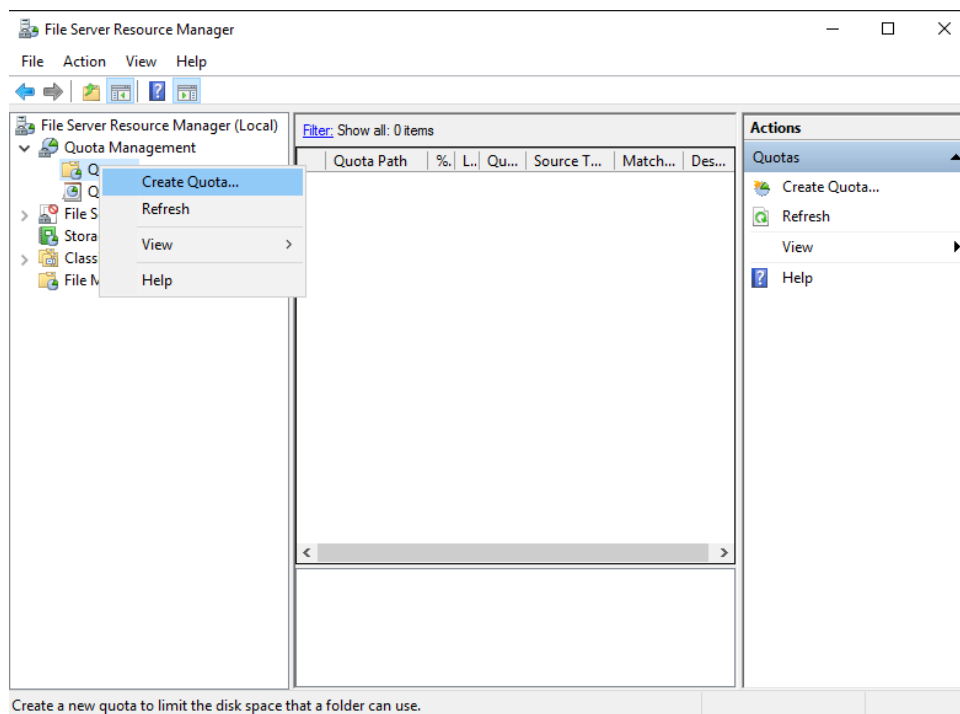 File Server Resource Manager
File Action View Help
File Server Resource Manager (Local)
Quota Management
Q
Q
File S
Stora
Class
File M
Create Quota...
Refresh
View
Help
Filter: Show all: 0 items
Quota Path %. L.. Qu... Source T... Match... Des...
Actions
Quotas
Create Quota...
Refresh
View
Help
Create a new quota to limit the disk space that a folder can use.